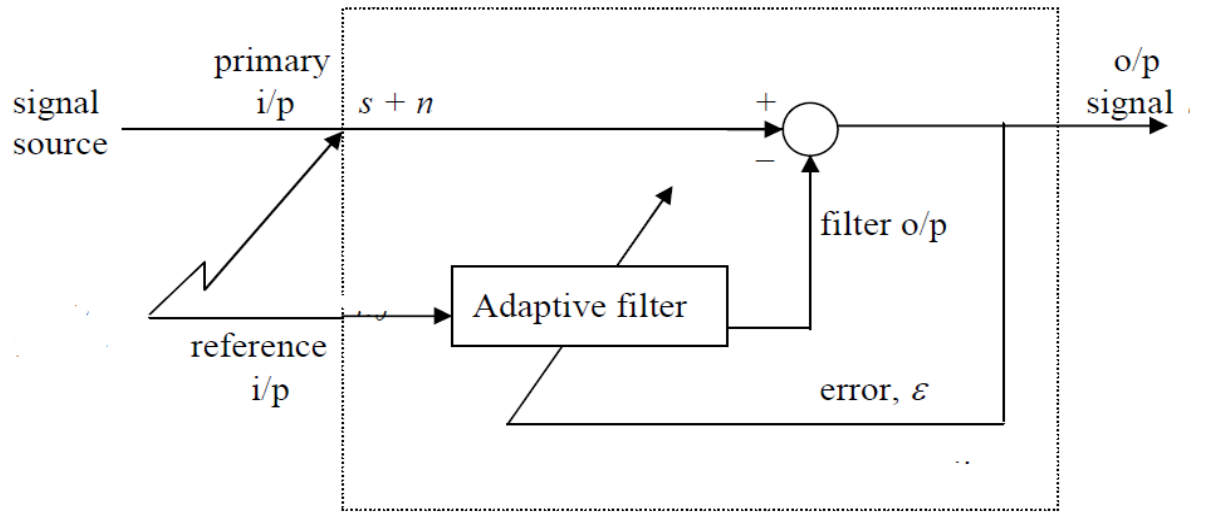 primary
i/p
signal
source
s + n
+
−
o/p
signal
filter o/p
Adaptive filter
reference
i/p
error, ε